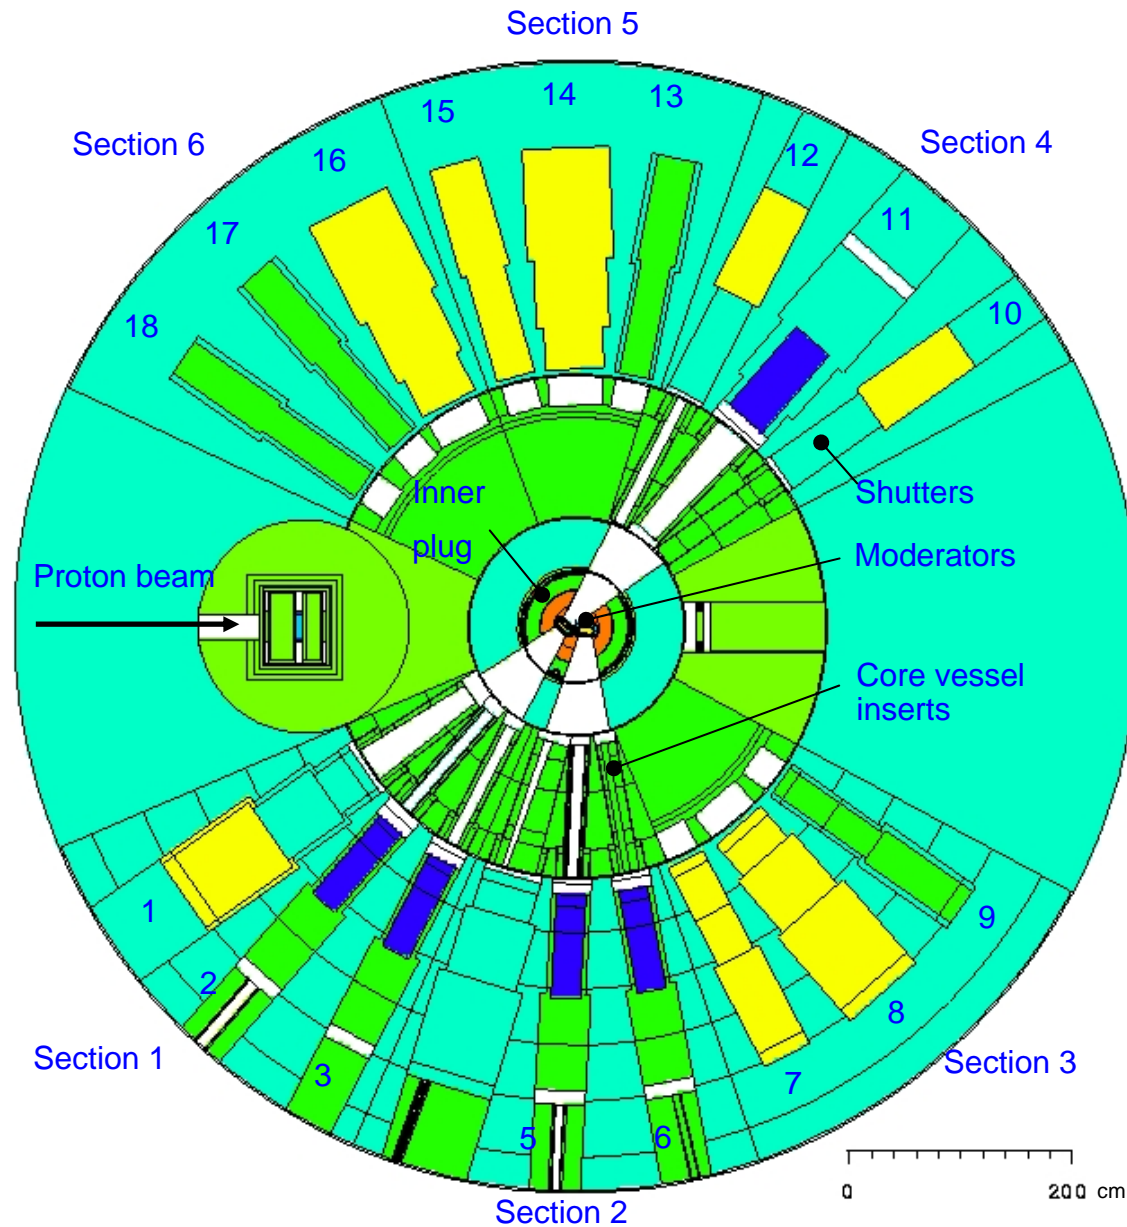 Section 5
15
14
13
Section 6
Section 4
16
12
17
11
18
10
Inner
plug
Shutters
Moderators
Proton beam
Core vessel
inserts
1
2
9
8
Section 1
3
7
Section 3
5
6
0
200 cm
Section 2